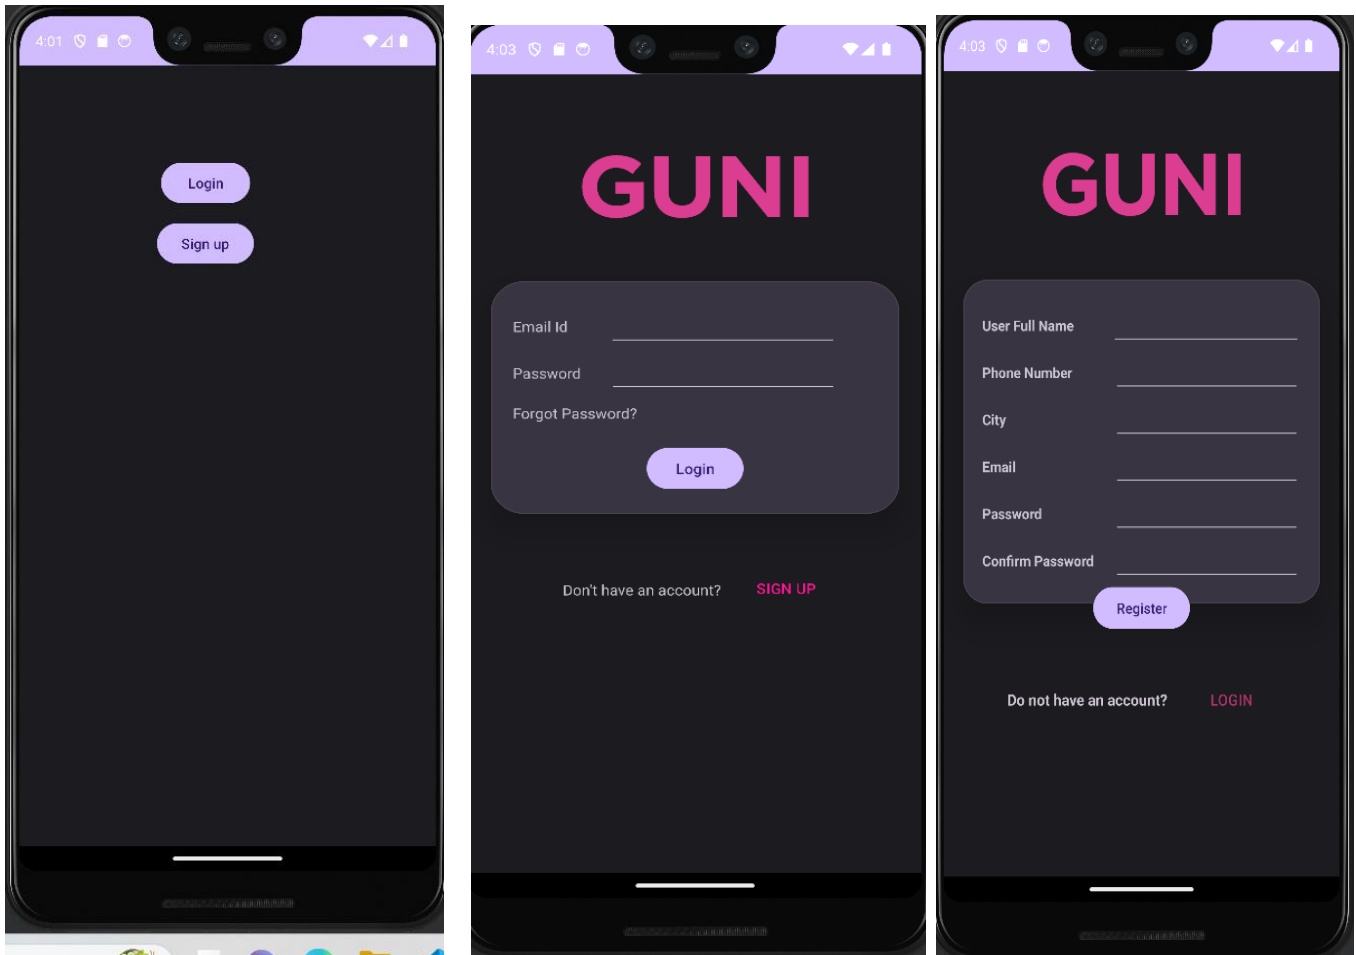 4:01
Login
Sign up
4:03
GUNI
Email Id
Password
Forgot Password?
Login
Don't have an account? SIGN UP
4:03
GUNI
User Full Name
Phone Number
City
Email
Password
Confirm Password
Register
Do not have an account? LOGIN